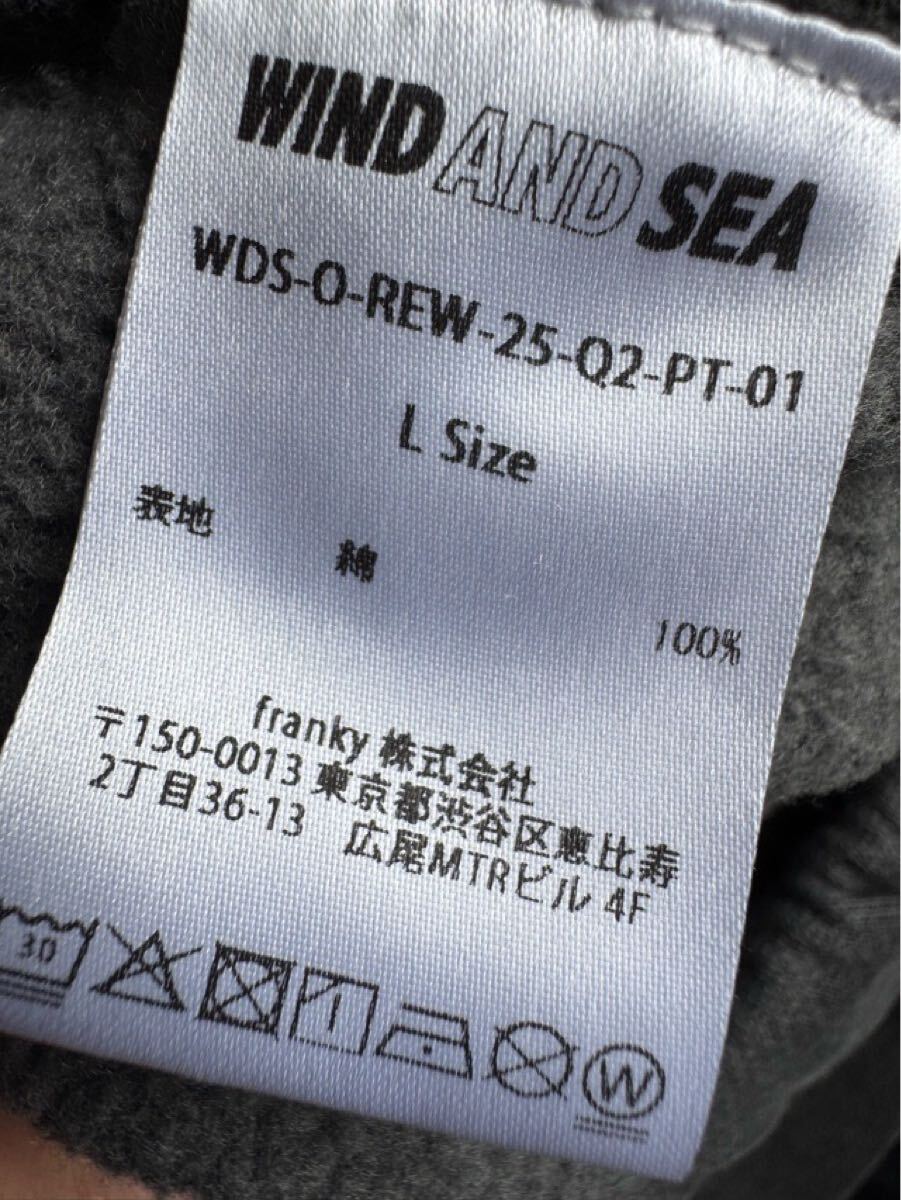 WIND AND SEA
WDS-O-REW-25-Q2-PT-01
L Size
表地 綿 100%
franky 株式会社
〒150-0013 東京都渋谷区恵比寿
2丁目36-13 広尾MTRビル 4F
30
W